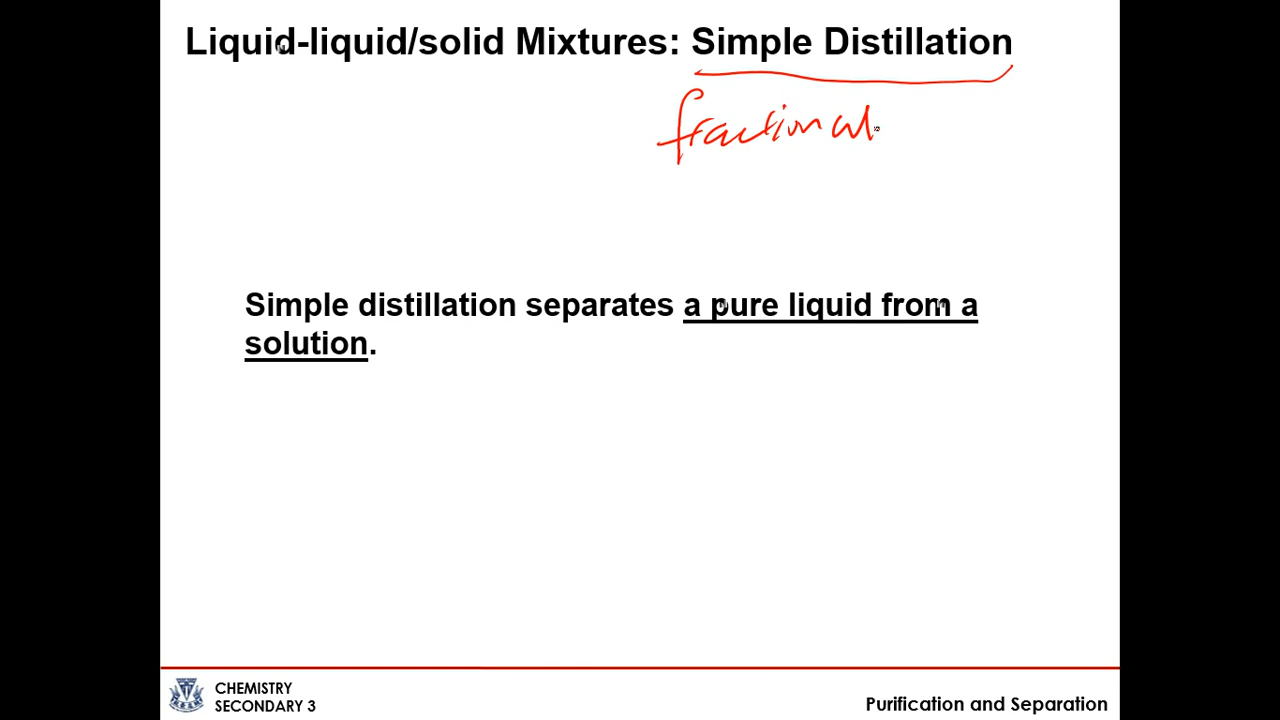 Liquid-liquid/solid Mixtures: Simple Distillation
fractional
Simple distillation separates a pure liquid from a
solution.
CHEMISTRY
SECONDARY 3
Purification and Separation